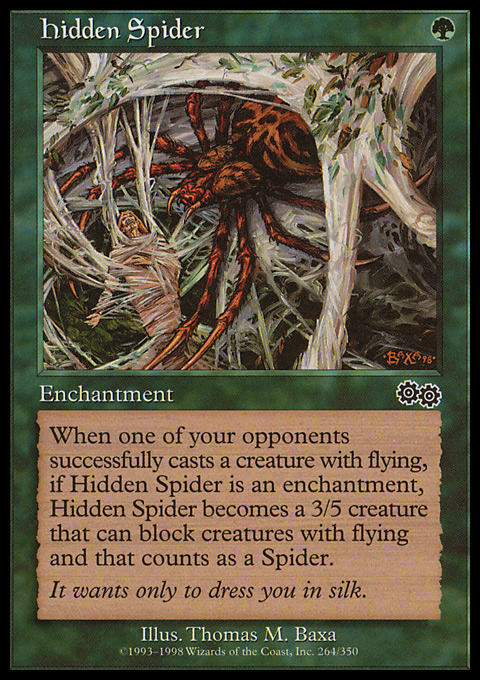 Hidden Spider
BAXA 98
Enchantment
When one of your opponents
successfully casts a creature with flying,
if Hidden Spider is an enchantment,
Hidden Spider becomes a 3/5 creature
that can block creatures with flying
and that counts as a Spider.
It wants only to dress you in silk.
Illus. Thomas M. Baxa
©1993–1998 Wizards of the Coast, Inc. 264/350